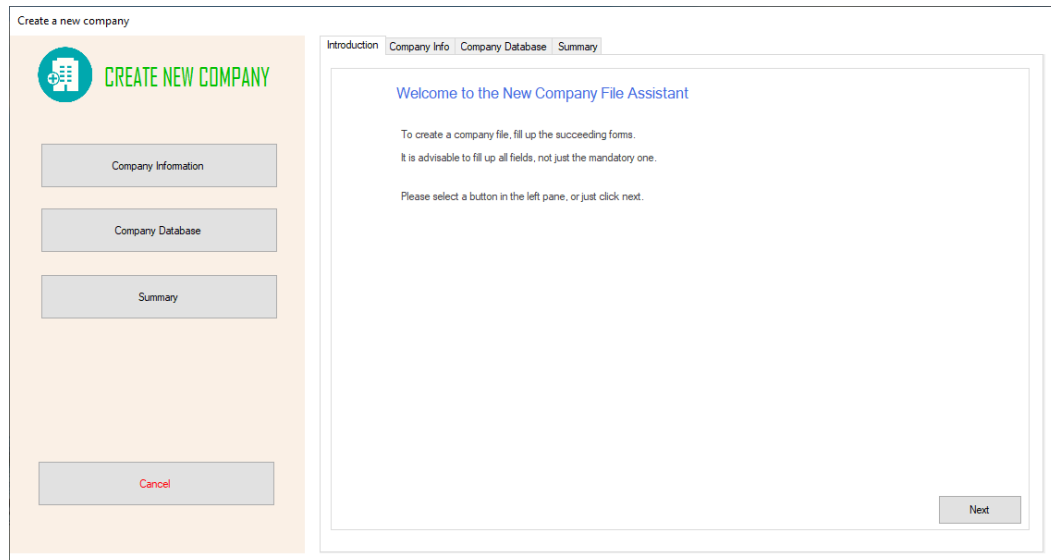 Create a new company
CREATE NEW COMPANY
Company Information
Company Database
Summary
Cancel
Introduction Company Info Company Database Summary
Welcome to the New Company File Assistant
To create a company file, fill up the succeeding forms.
It is advisable to fill up all fields, not just the mandatory one.
Please select a button in the left pane, or just click next.
Next